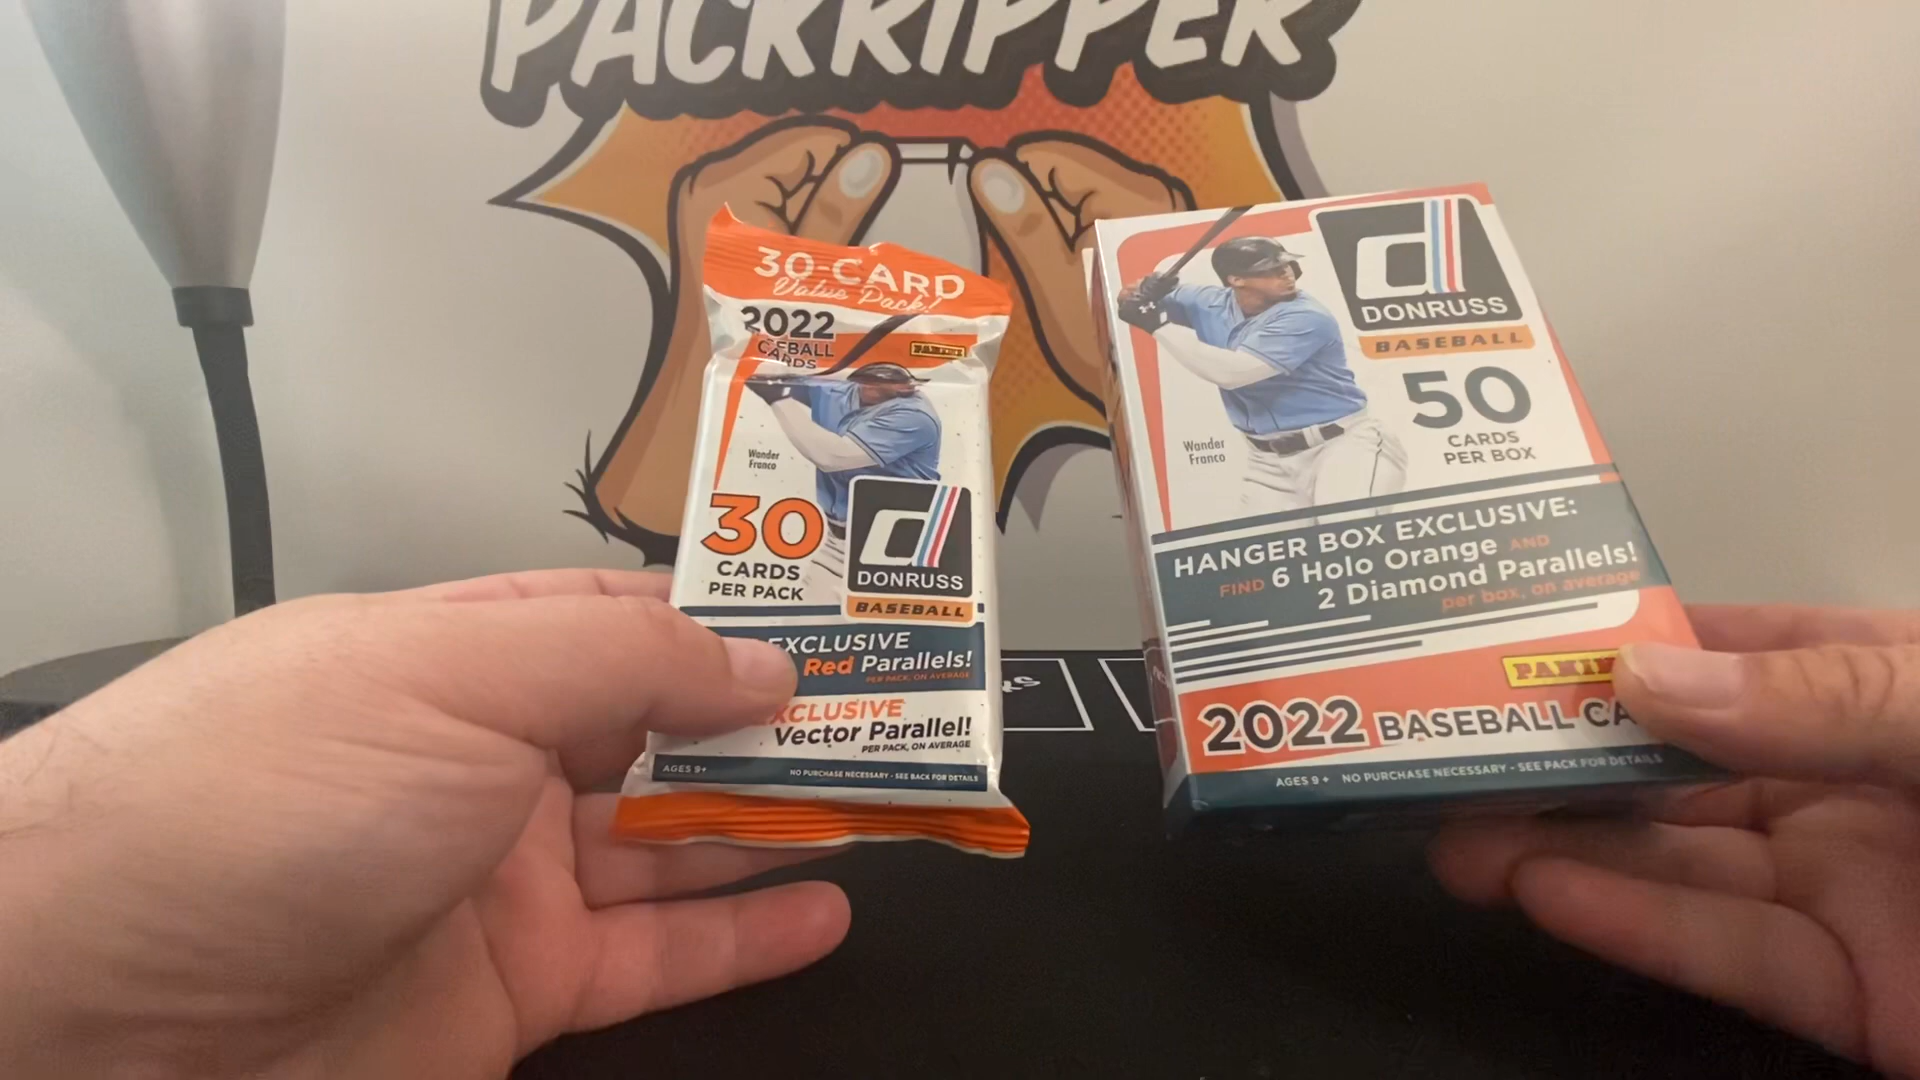 PACKRIPPER
30-CARD
Value Pack!
2022
BASEBALL
CARDS
PANINI
Wander
Franco
30
CARDS
PER PACK
d
DONRUSS
BASEBALL
EXCLUSIVE
Red Parallels!
PER PACK, ON AVERAGE
EXCLUSIVE
Vector Parallel!
PER PACK, ON AVERAGE
AGES 9+ NO PURCHASE NECESSARY - SEE BACK FOR DETAILS
d
DONRUSS
BASEBALL
50
CARDS
PER BOX
Wander
Franco
HANGER BOX EXCLUSIVE:
FIND 6 Holo Orange AND
2 Diamond Parallels!
per box, on average
PANINI
2022 BASEBALL CA
AGES 9+ NO PURCHASE NECESSARY - SEE PACK FOR DETAILS